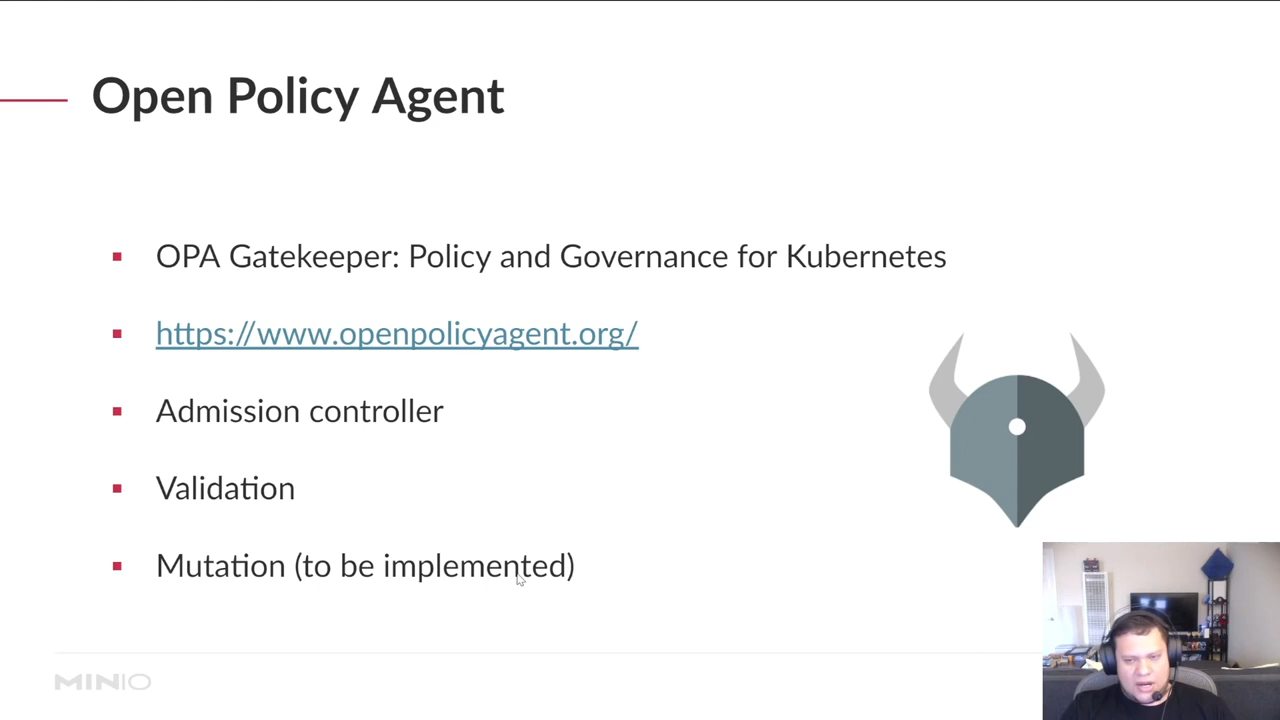 Open Policy Agent
OPA Gatekeeper: Policy and Governance for Kubernetes
https://www.openpolicyagent.org/
Admission controller
Validation
Mutation (to be implemented)
MINIO